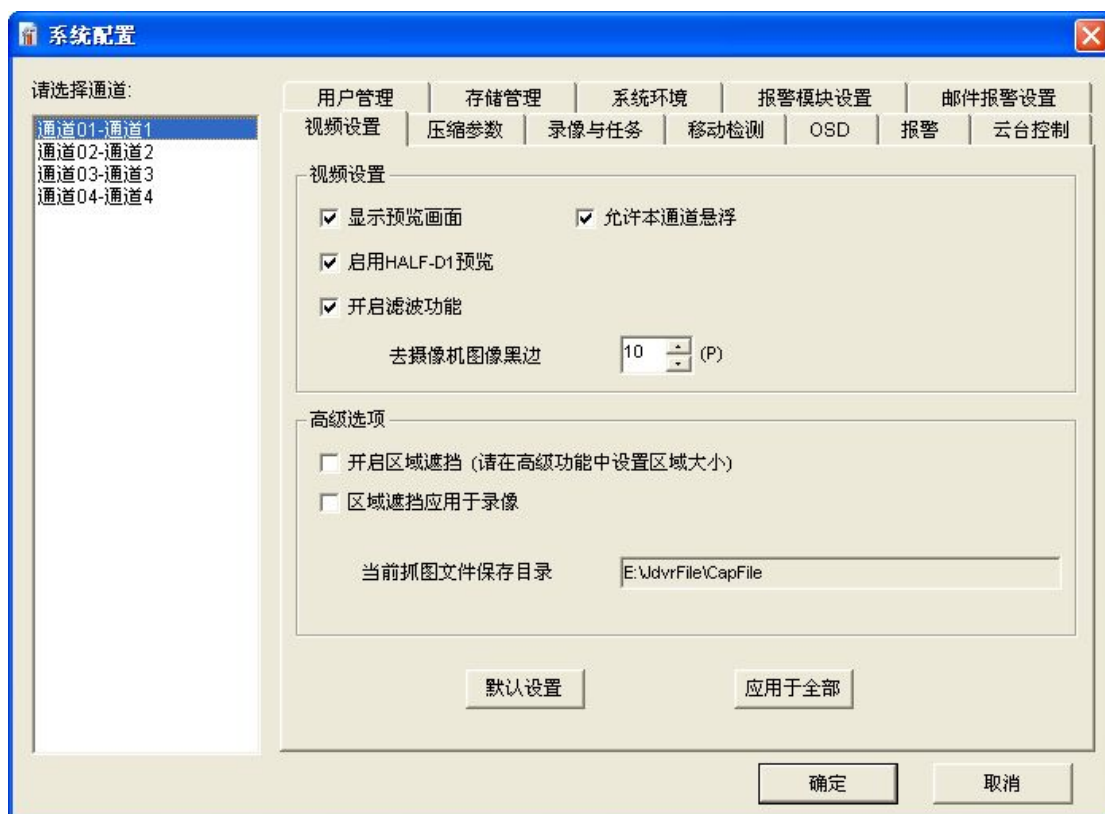 系统配置
请选择通道:
通道01-通道1
通道02-通道2
通道03-通道3
通道04-通道4
用户管理 存储管理 系统环境 报警模块设置 邮件报警设置
视频设置 压缩参数 录像与任务 移动检测 OSD 报警 云台控制
视频设置
显示预览画面 允许本通道悬浮
启用HALF-D1预览
开启滤波功能
去摄像机图像黑边 10 (P)
高级选项
开启区域遮挡 (请在高级功能中设置区域大小)
区域遮挡应用于录像
当前抓图文件保存目录 E:\JdvrFile\CapFile
默认设置 应用于全部
确定 取消